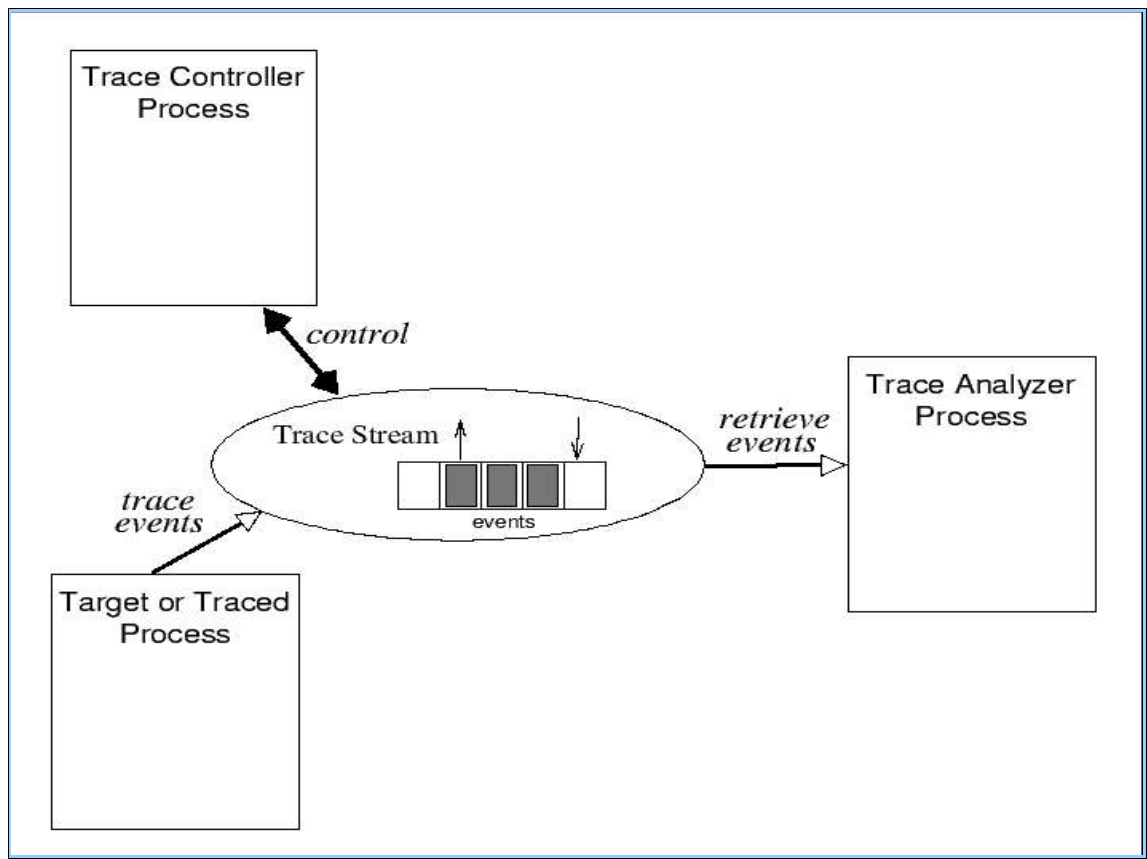 Trace Controller
Process
control
Trace Analyzer
Process
retrieve
events
Trace Stream
events
trace
events
Target or Traced
Process